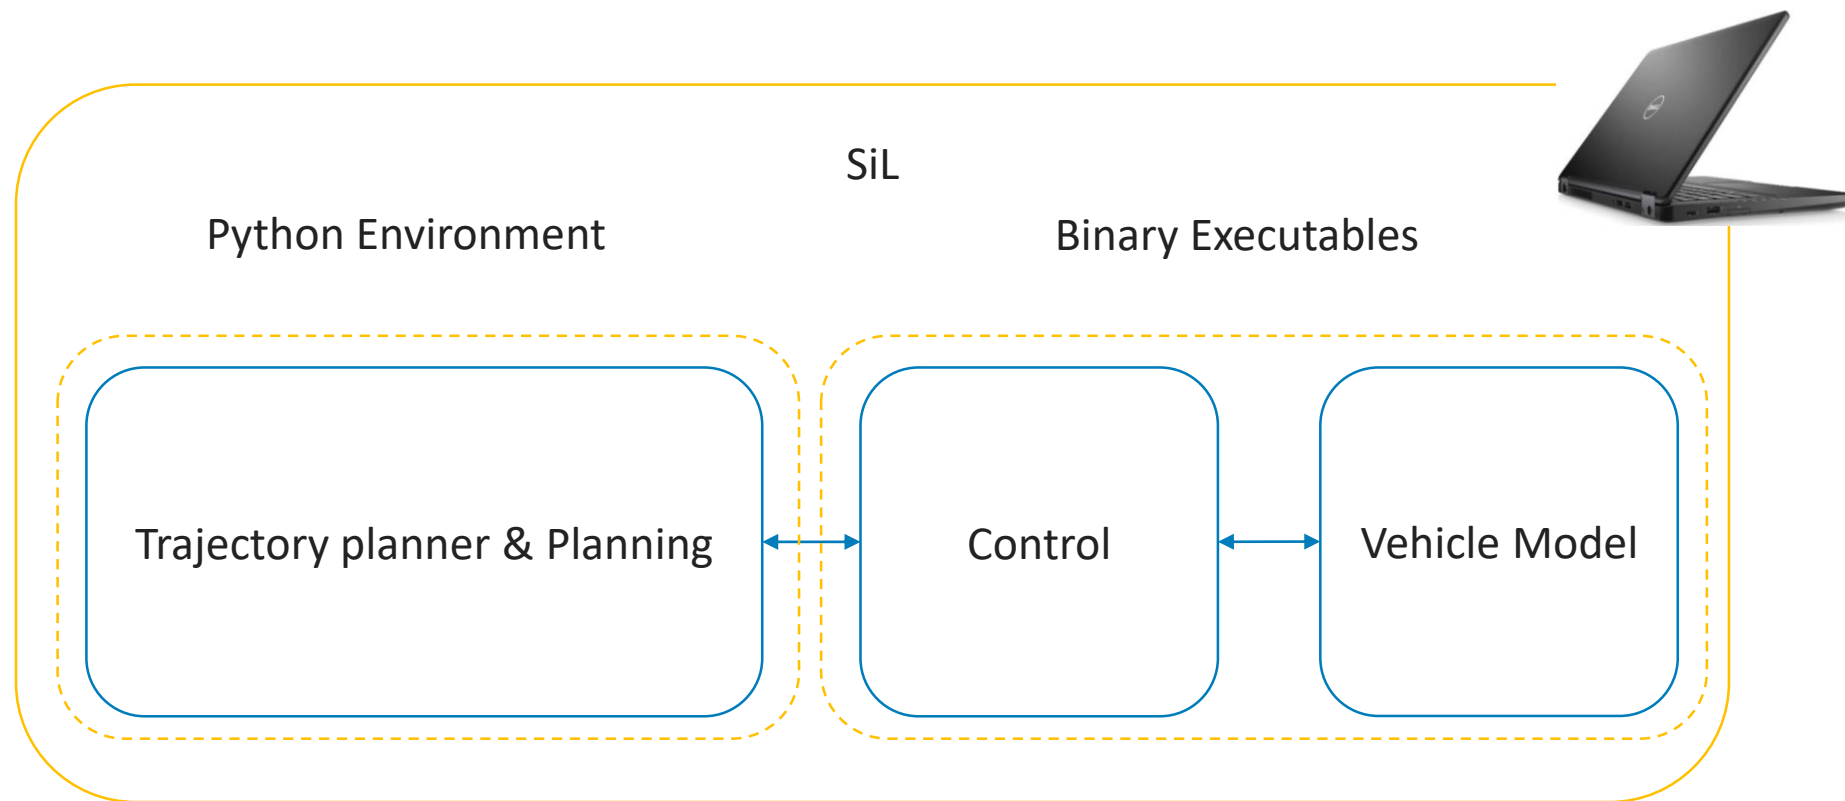 SiL
Python Environment
Binary Executables
Trajectory planner & Planning
Control
Vehicle Model